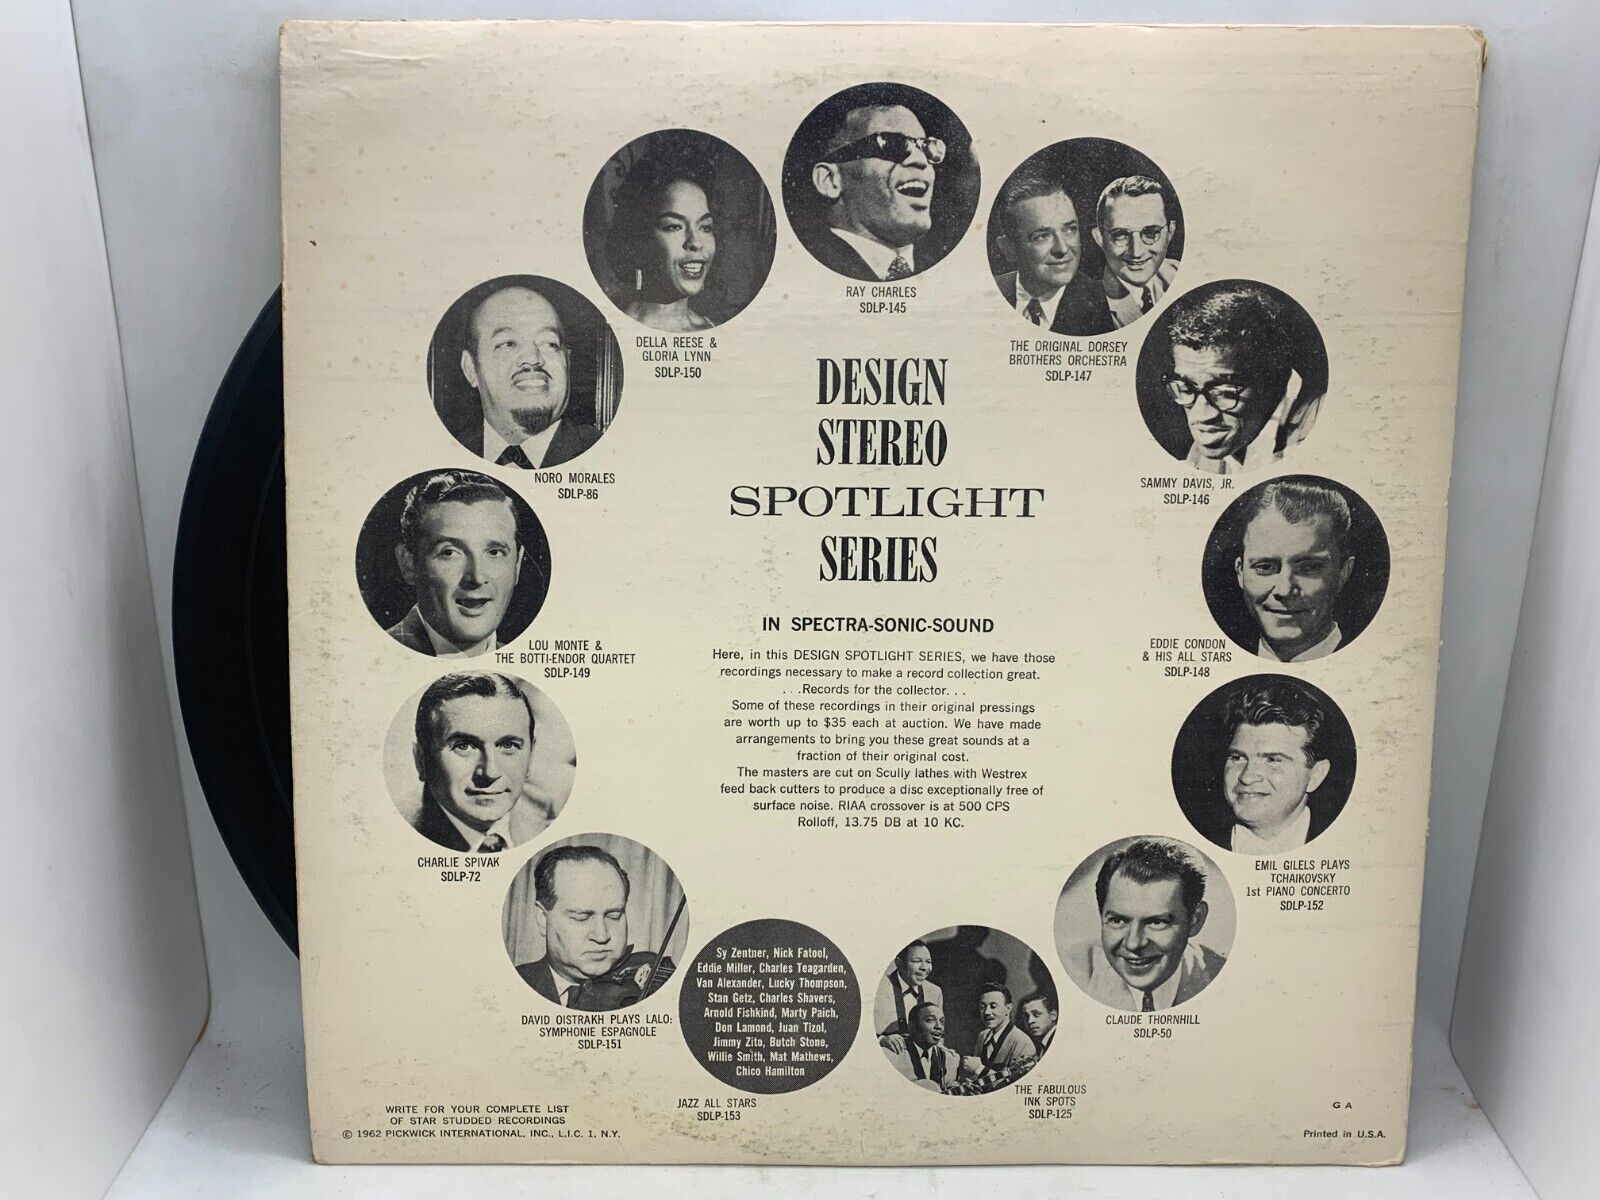 RAY CHARLES
SDLP-145
DELLA REESE &
GLORIA LYNN
SDLP-150
THE ORIGINAL DORSEY
BROTHERS ORCHESTRA
SDLP-147
NORO MORALES
SDLP-86
SAMMY DAVIS, JR.
SDLP-146
DESIGN
STEREO
SPOTLIGHT
SERIES
IN SPECTRA-SONIC-SOUND
Here, in this DESIGN SPOTLIGHT SERIES, we have those
recordings necessary to make a record collection great.
. . .Records for the collector. . .
Some of these recordings in their original pressings
are worth up to $35 each at auction. We have made
arrangements to bring you these great sounds at a
fraction of their original cost.
The masters are cut on Scully lathes with Westrex
feed back cutters to produce a disc exceptionally free of
surface noise. RIAA crossover is at 500 CPS
Rolloff, 13.75 DB at 10 KC.
LOU MONTE &
THE BOTTI-ENDOR QUARTET
SDLP-149
EDDIE CONDON
& HIS ALL STARS
SDLP-148
CHARLIE SPIVAK
SDLP-72
EMIL GILELS PLAYS
TCHAIKOVSKY
1st PIANO CONCERTO
SDLP-152
DAVID OISTRAKH PLAYS LALO:
SYMPHONIE ESPAGNOLE
SDLP-151
Sy Zentner, Nick Fatool,
Eddie Miller, Charles Teagarden,
Van Alexander, Lucky Thompson,
Stan Getz, Charles Shavers,
Arnold Fishkind, Marty Paich,
Don Lamond, Juan Tizol,
Jimmy Zito, Butch Stone,
Willie Smith, Mat Mathews,
Chico Hamilton
JAZZ ALL STARS
SDLP-153
THE FABULOUS
INK SPOTS
SDLP-125
CLAUDE THORNHILL
SDLP-50
WRITE FOR YOUR COMPLETE LIST
OF STAR STUDDED RECORDINGS
© 1962 PICKWICK INTERNATIONAL, INC., L.I.C. 1, N.Y.
G A
Printed in U.S.A.